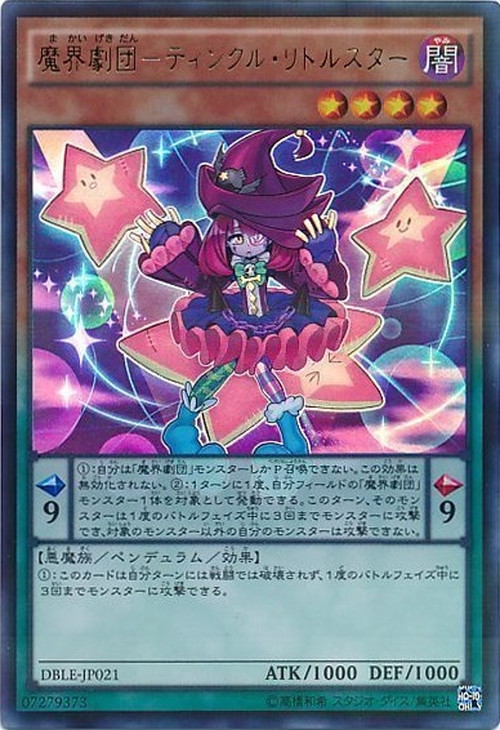 魔界劇団－ティンクル・リトルスター
闇
①:自分は「魔界劇団」モンスターしかP召喚できない。この効果は
無効化されない。②:1ターンに1度、自分フィールドの「魔界劇団」
モンスター1体を対象として発動できる。このターン、そのモン
スターは1度のバトルフェイズ中に3回までモンスターに攻撃
でき、対象のモンスター以外の自分のモンスターは攻撃できない。
9
9
【悪魔族／ペンデュラム／効果】
①:このカードは自分ターンには戦闘では破壊されず、1度のバトルフェイズ中に
3回までモンスターに攻撃できる。
DBLE-JP021
ATK/1000 DEF/1000
07279373
©高橋和希 スタジオ・ダイス/集英社